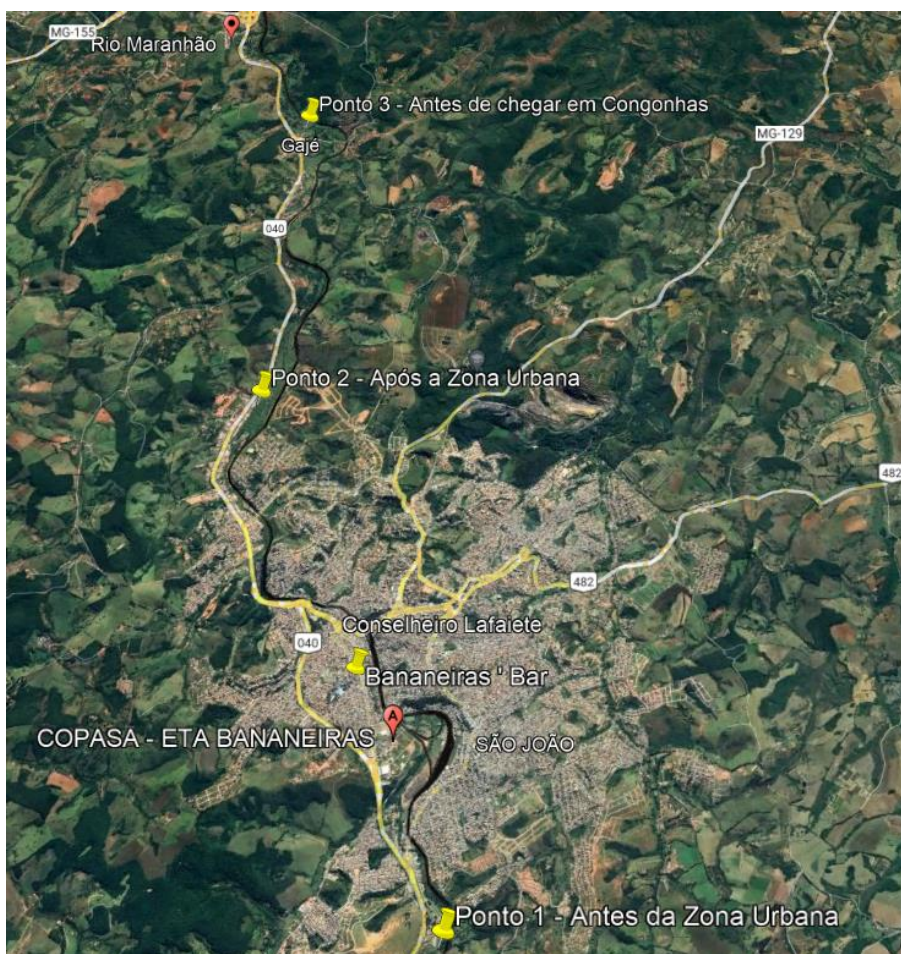 MG-155
Rio Maranhão
Ponto 3 - Antes de chegar em Congonhas
MG-129
Gajé
040
Ponto 2 - Após a Zona Urbana
482
482
Conselheiro Lafaiete
040
Bananeiras ' Bar
A
COPASA - ETA BANANEIRAS
SÃO JOÃO
Ponto 1 - Antes da Zona Urbana